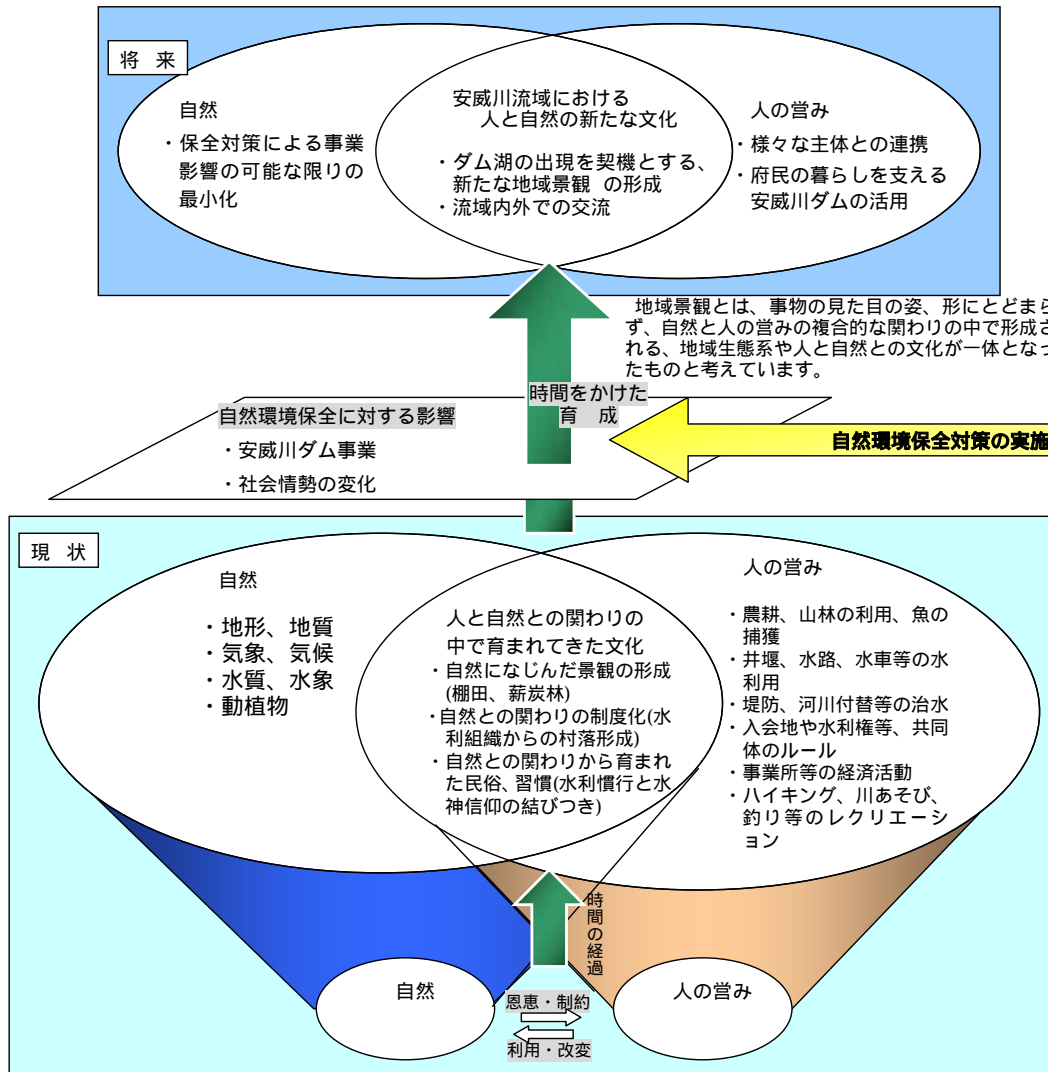 将 来
自然
・保全対策による事業
影響の可能な限りの
最小化
安威川流域における
人と自然の新たな文化
・ダム湖の出現を契機とする、
新たな地域景観 の形成
・流域内外での交流
人の営み
・様々な主体との連携
・府民の暮らしを支える
安威川ダムの活用
地域景観とは、事物の見た目の姿、形にとどまら
ず、自然と人の営みの複合的な関わりの中で形成さ
れる、地域生態系や人と自然との文化が一体となっ
たものと考えています。
時間をかけた
育 成
自然環境保全に対する影響
・安威川ダム事業
・社会情勢の変化
自然環境保全対策の実施
現 状
自然
・地形、地質
・気象、気候
・水質、水象
・動植物
人と自然との関わりの
中で育まれてきた文化
・自然になじんだ景観の形成
(棚田、薪炭林)
・自然との関わりの制度化(水
利組織からの村落形成)
・自然との関わりから育まれ
た民俗、習慣(水利慣行と水
神信仰の結びつき)
人の営み
・農耕、山林の利用、魚の
捕獲
・井堰、水路、水車等の水
利用
・堤防、河川付替等の治水
・入会地や水利権等、共同
体のルール
・事業所等の経済活動
・ハイキング、川あそび、
釣り等のレクリエーシ
ョン
時間の経過
自然
恩恵・制約
利用・改変
人の営み